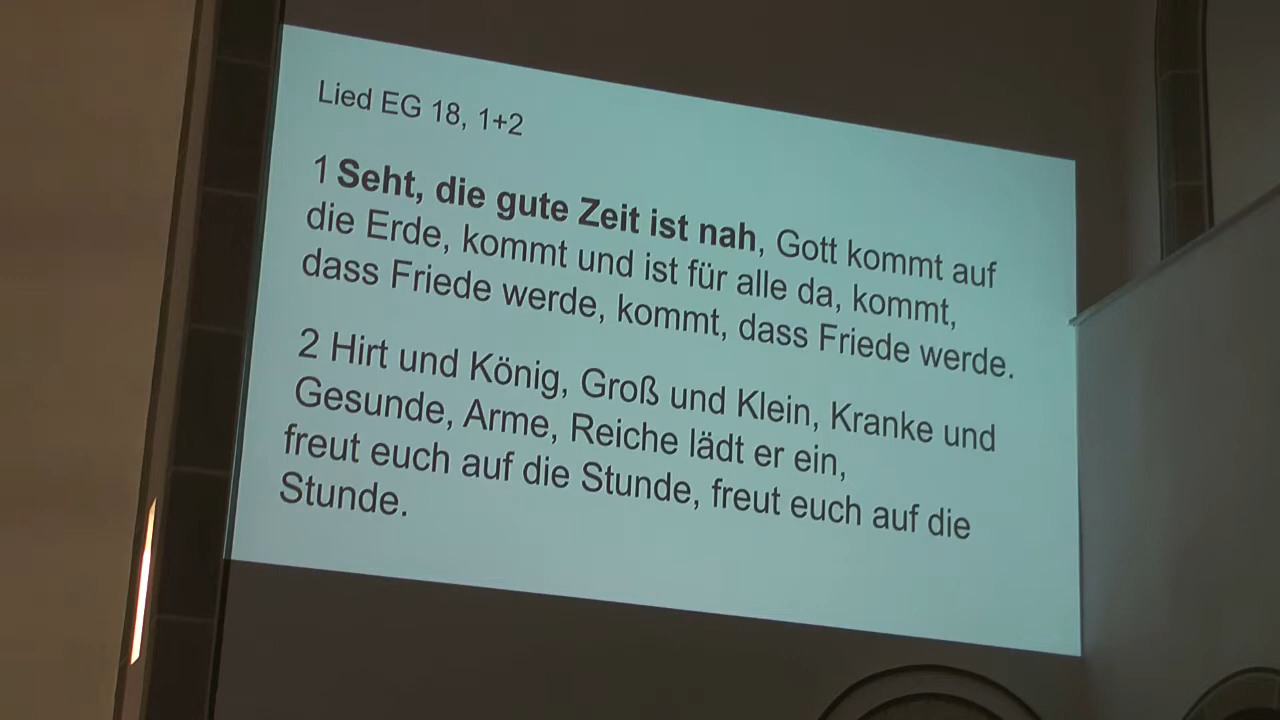 Lied EG 18, 1+2
1 Seht, die gute Zeit ist nah, Gott kommt auf
die Erde, kommt und ist für alle da, kommt,
dass Friede werde, kommt, dass Friede werde.
2 Hirt und König, Groß und Klein, Kranke und
Gesunde, Arme, Reiche lädt er ein,
freut euch auf die Stunde, freut euch auf die
Stunde.